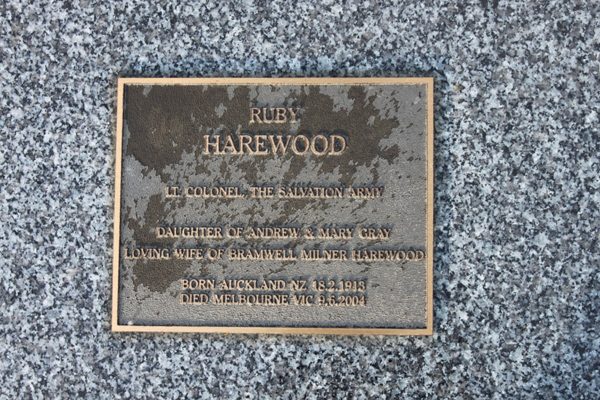 RUBY
HAREWOOD
LT. COLONEL, THE SALVATION ARMY
DAUGHTER OF ANDREW & MARY GRAY
LOVING WIFE OF BRAMWELL MILNER HAREWOOD
BORN AUCKLAND NZ 18.2.1913
DIED MELBOURNE VIC 9.6.2004